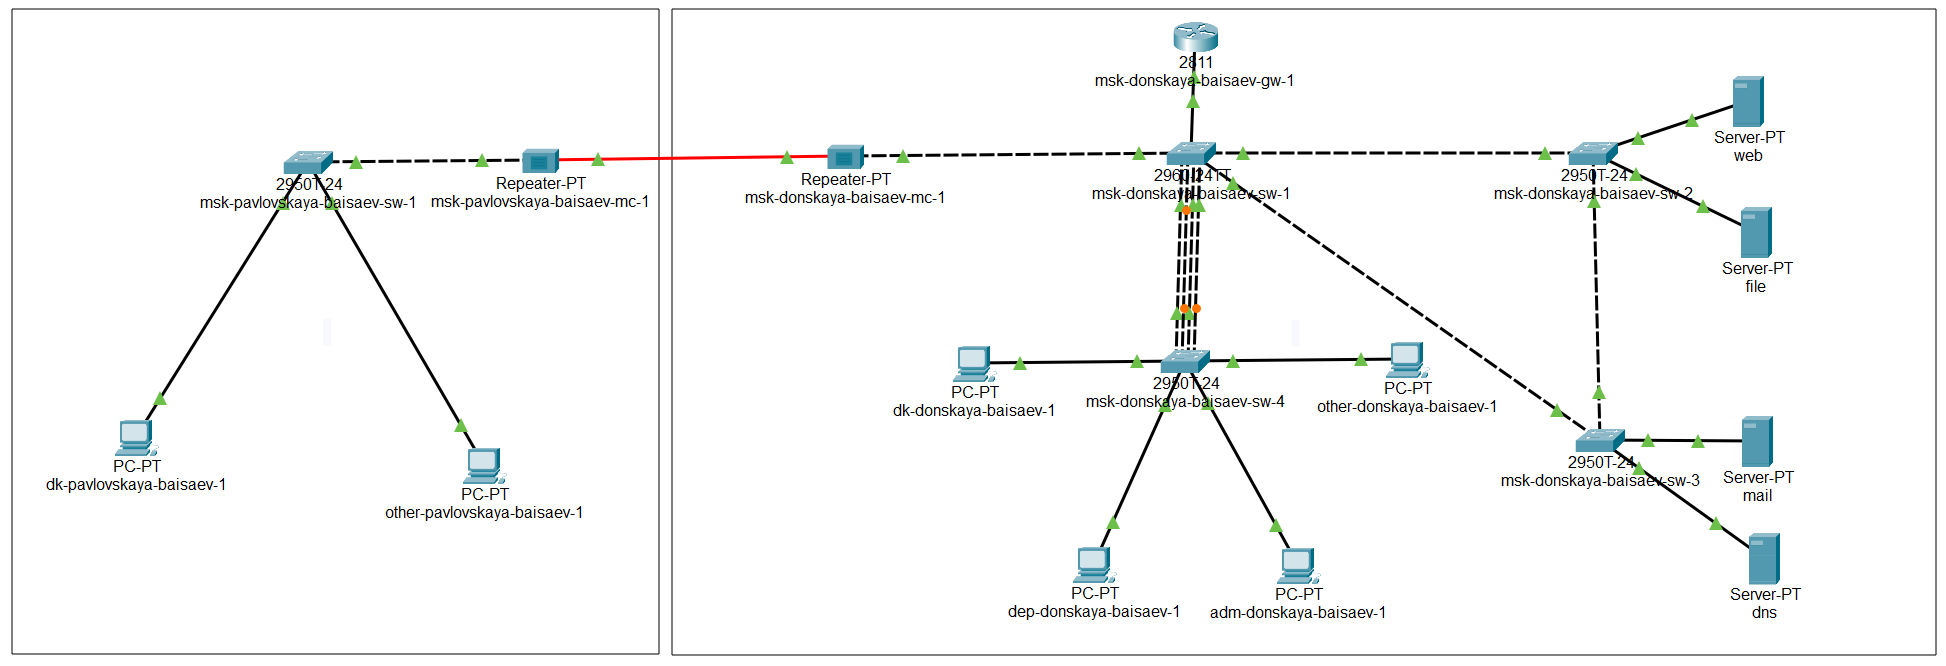 2950T-24
msk-pavlovskaya-baisaev-sw-1
Repeater-PT
msk-pavlovskaya-baisaev-mc-1
PC-PT
dk-pavlovskaya-baisaev-1
PC-PT
other-pavlovskaya-baisaev-1
2811
msk-donskaya-baisaev-gw-1
Repeater-PT
msk-donskaya-baisaev-mc-1
2960-24TT
msk-donskaya-baisaev-sw-1
2950T-24
msk-donskaya-baisaev-sw-2
Server-PT
web
Server-PT
file
PC-PT
dk-donskaya-baisaev-1
2950T-24
msk-donskaya-baisaev-sw-4
PC-PT
other-donskaya-baisaev-1
2950T-24
msk-donskaya-baisaev-sw-3
Server-PT
mail
PC-PT
dep-donskaya-baisaev-1
PC-PT
adm-donskaya-baisaev-1
Server-PT
dns